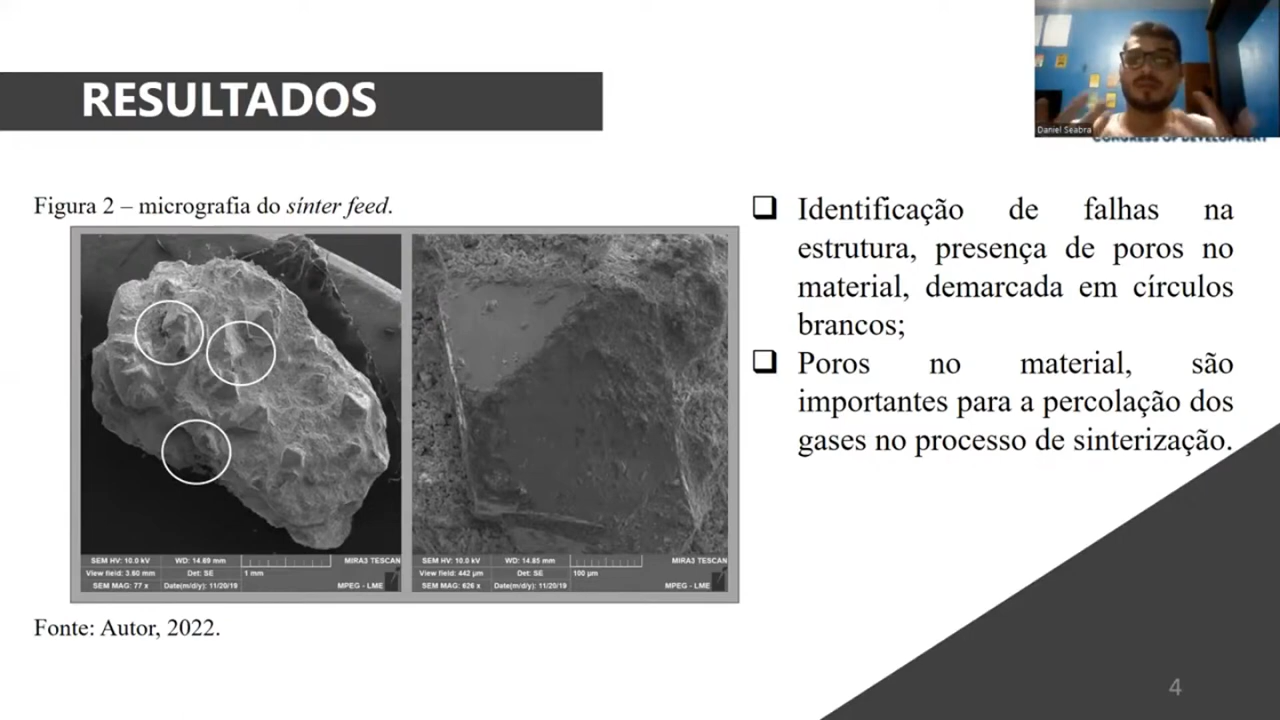 RESULTADOS
Daniel Seabra
CONGRESS OF DEVELOPMENT
Figura 2 – micrografia do sínter feed.
SEM HV: 10.0 kV WD: 14.69 mm MIRA3 TESCAN
View field: 3.60 mm Det: SE 1 mm
SEM MAG: 77 x Date(m/d/y): 11/20/19 MPEG - LME
SEM HV: 10.0 kV WD: 14.65 mm MIRA3 TESCAN
View field: 442 µm Det: SE 100 µm
SEM MAG: 626 x Date(m/d/y): 11/20/19 MPEG - LME
Fonte: Autor, 2022.
Identificação de falhas na
estrutura, presença de poros no
material, demarcada em círculos
brancos;
Poros no material, são
importantes para a percolação dos
gases no processo de sinterização.
4